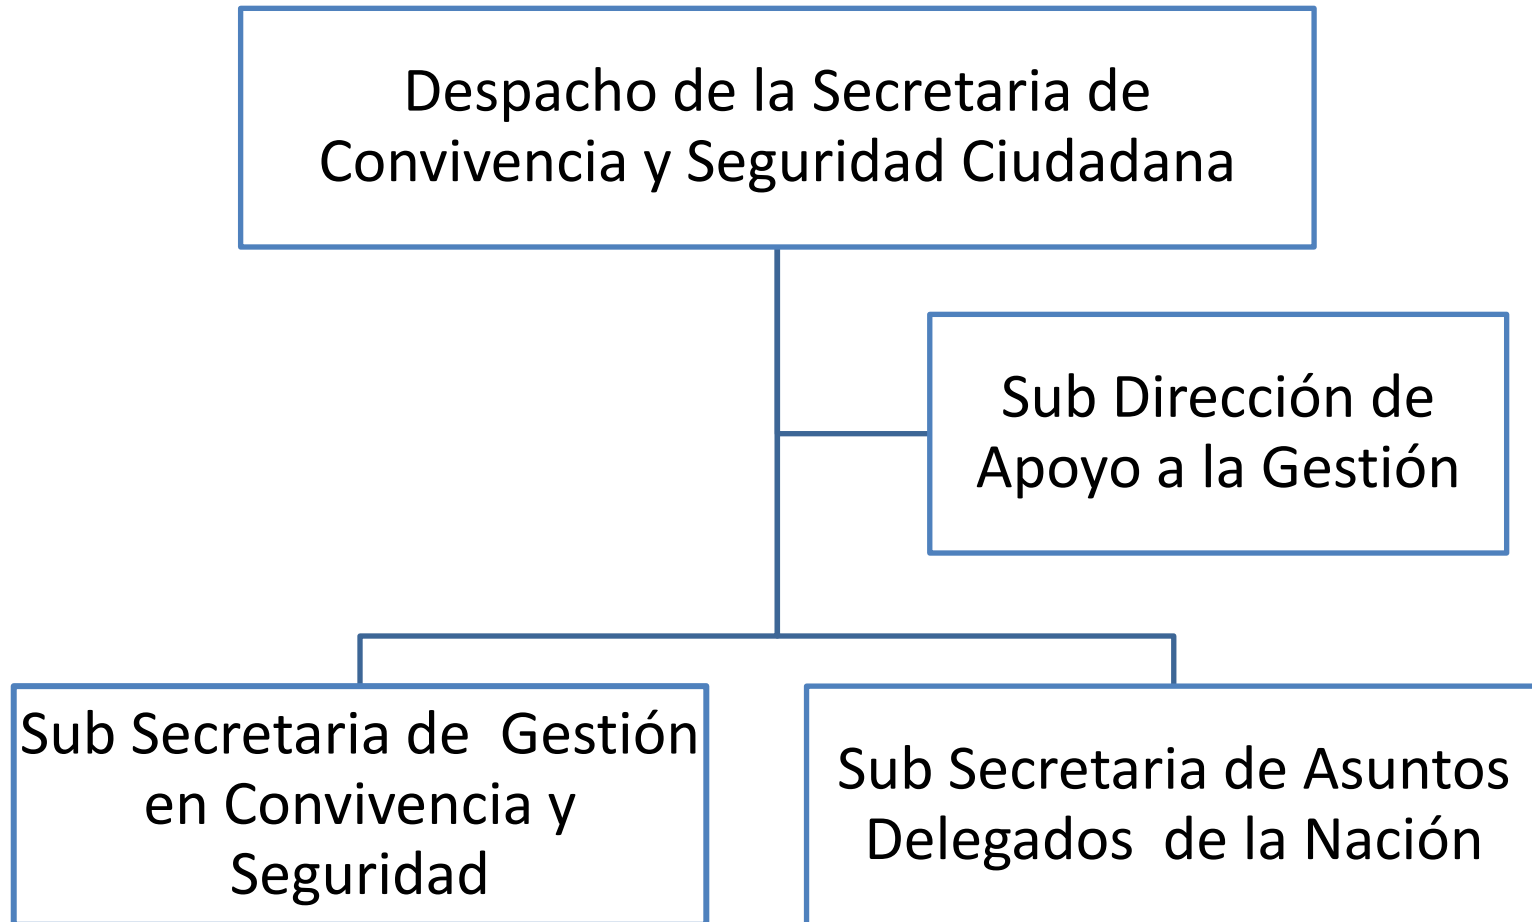 Despacho de la Secretaria de
Convivencia y Seguridad Ciudadana
Sub Dirección de
Apoyo a la Gestión
Sub Secretaria de  Gestión
en Convivencia y
Seguridad
Sub Secretaria de Asuntos
Delegados  de la Nación